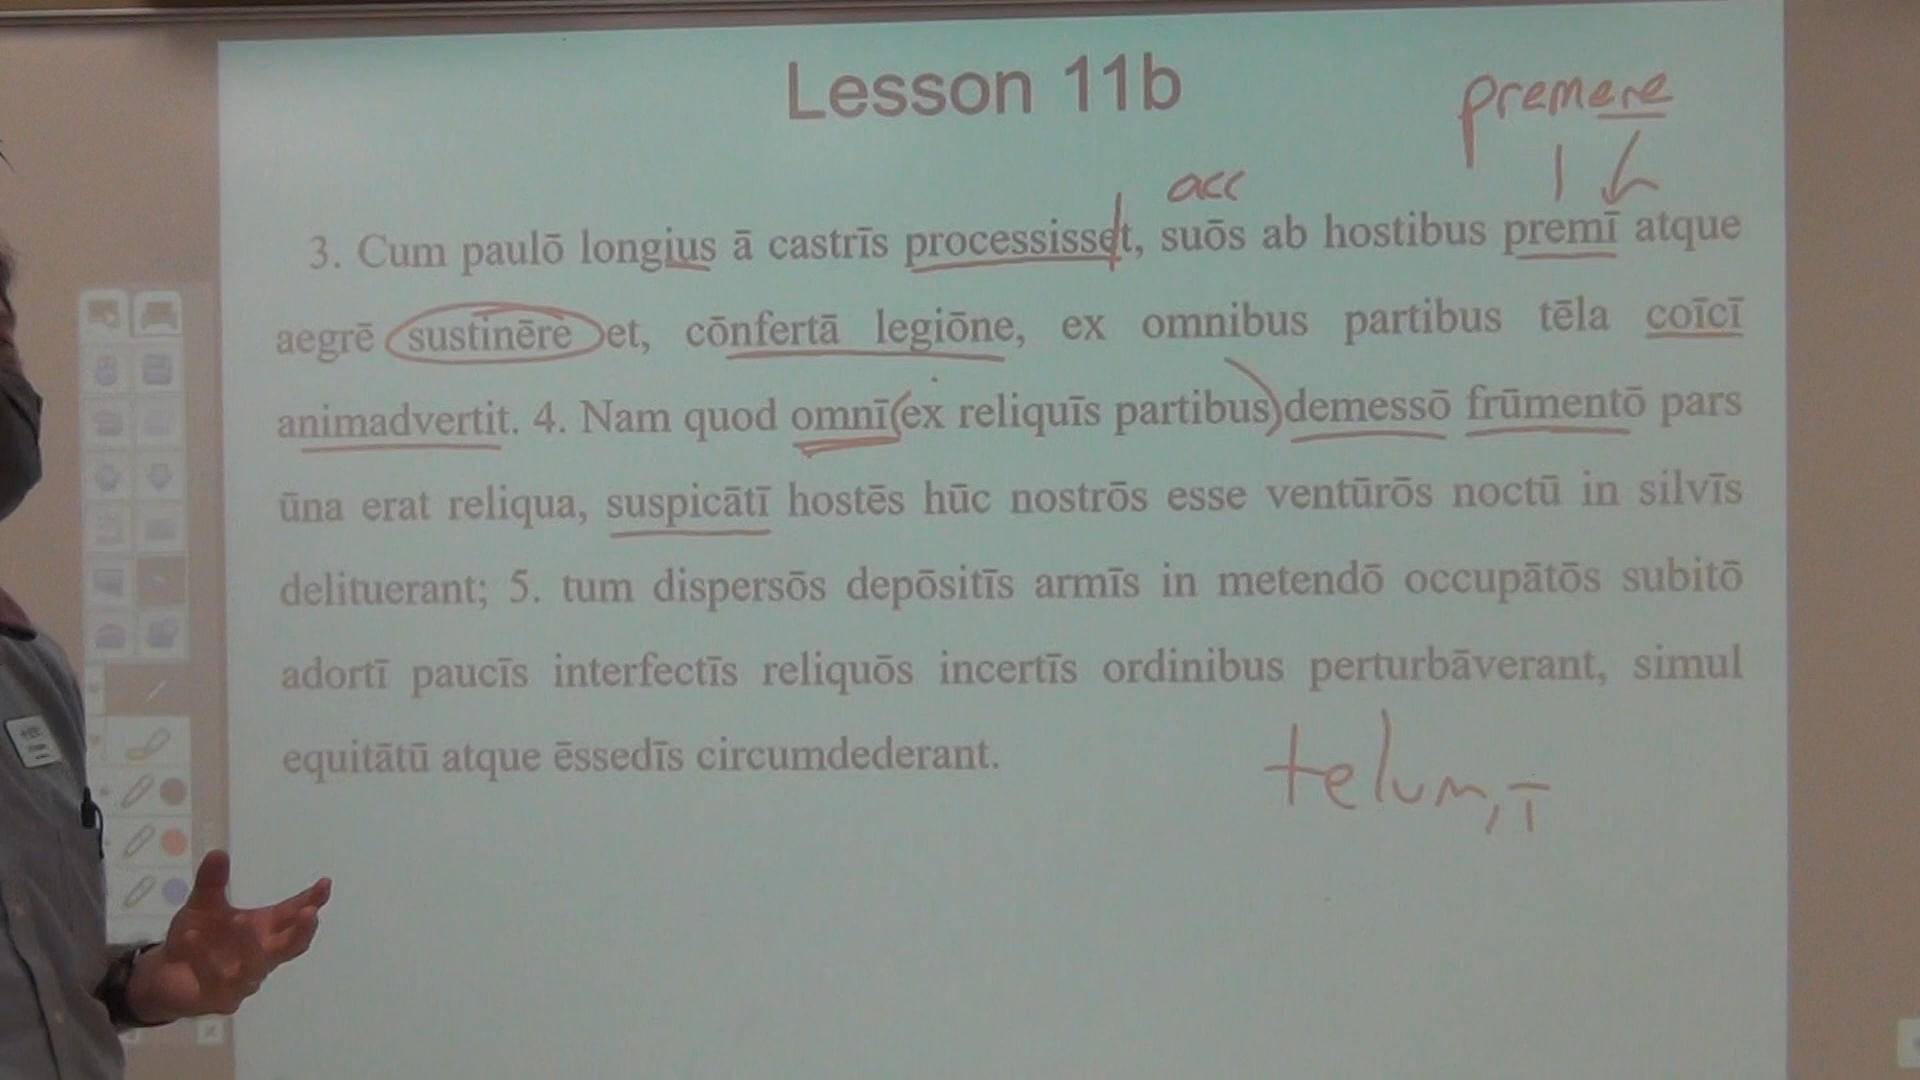 Lesson 11b
premere
acc
3. Cum paulō longius ā castrīs processisset, suōs ab hostibus premī atque
aegrē sustinēre et, cōnfertā legiōne, ex omnibus partibus tēla coīcī
animadvertit. 4. Nam quod omnī ex reliquīs partibus demessō frūmentō pars
ūna erat reliqua, suspicātī hostēs hūc nostrōs esse ventūrōs noctū in silvīs
delituerant; 5. tum dispersōs depōsitīs armīs in metendō occupātōs subitō
adortī paucīs interfectīs reliquōs incertīs ordinibus perturbāverant, simul
equitātū atque ēssedīs circumdederant.
telum, ī